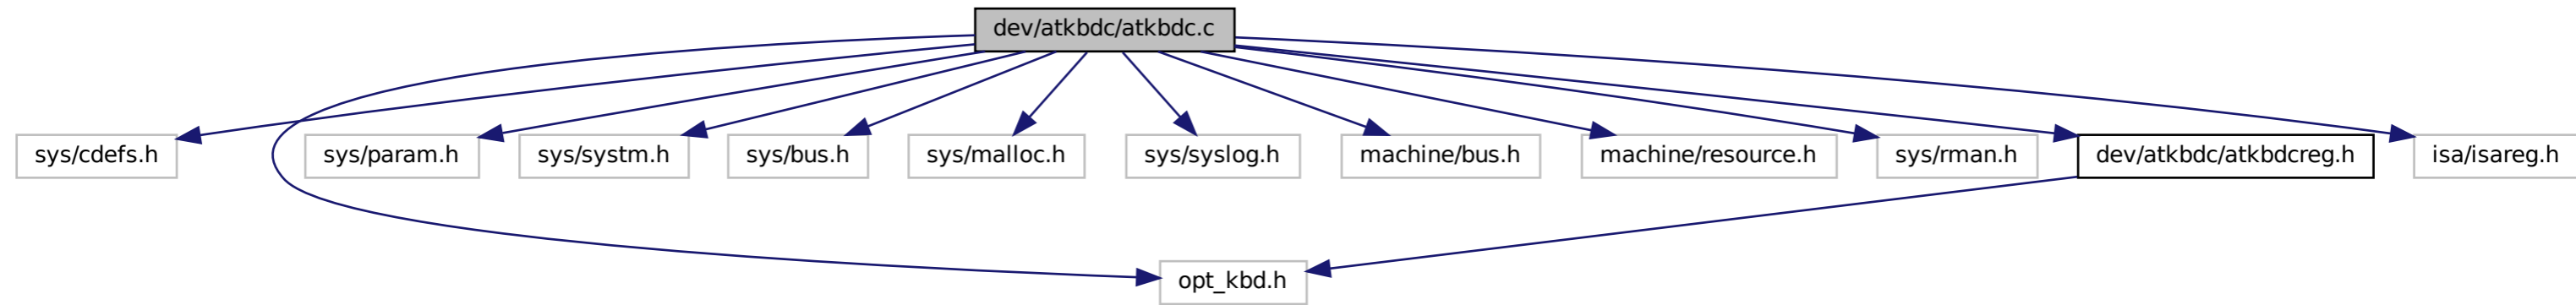 dev/atkbdc/atkbdc.c
sys/cdefs.h
sys/param.h
sys/systm.h
sys/bus.h
sys/malloc.h
sys/syslog.h
machine/bus.h
machine/resource.h
sys/rman.h
dev/atkbdc/atkbdcreg.h
isa/isareg.h
opt_kbd.h